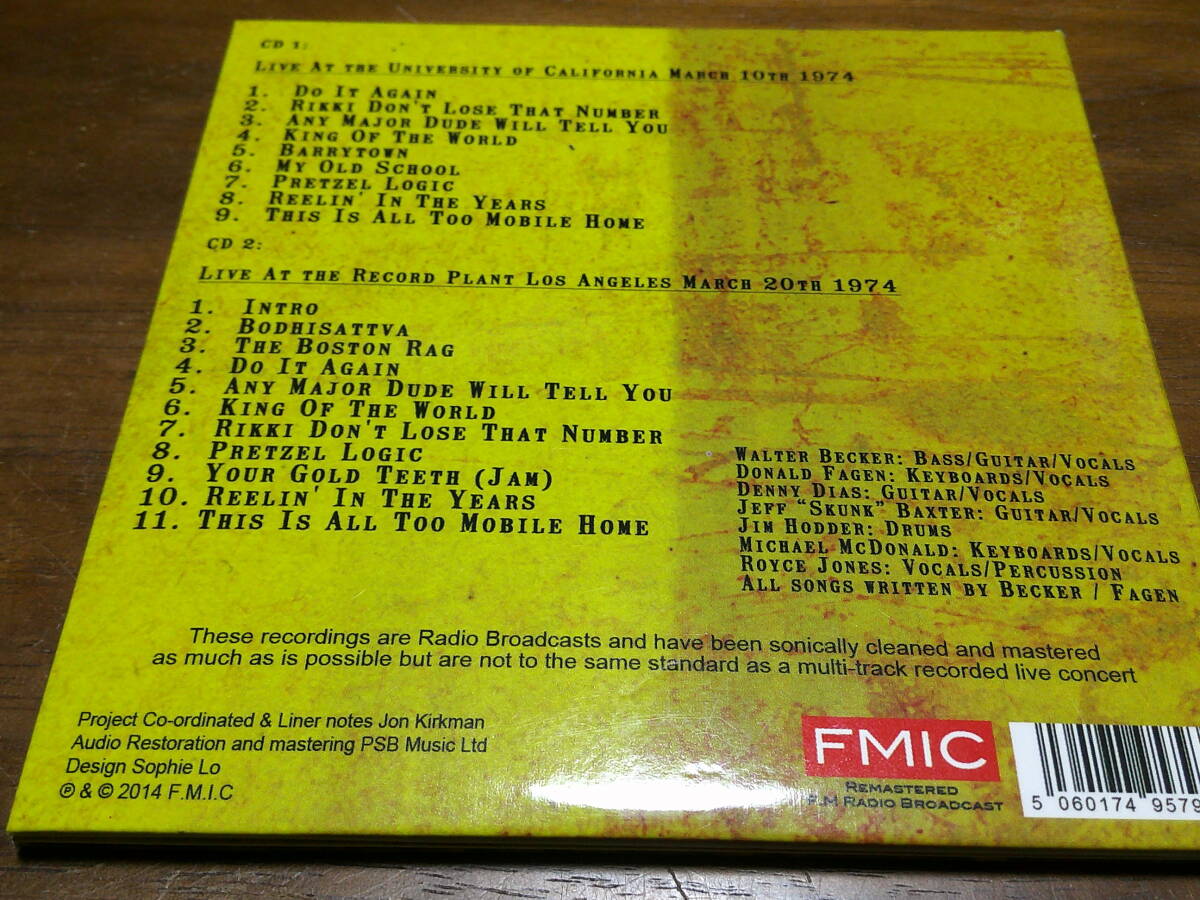 CD 1:
LIVE AT THE UNIVERSITY OF CALIFORNIA MARCH 10TH 1974
1. DO IT AGAIN
2. RIKKI DON'T LOSE THAT NUMBER
3. ANY MAJOR DUDE WILL TELL YOU
4. KING OF THE WORLD
5. BARRYTOWN
6. MY OLD SCHOOL
7. PRETZEL LOGIC
8. REELIN' IN THE YEARS
9. THIS IS ALL TOO MOBILE HOME
CD 2:
LIVE AT THE RECORD PLANT LOS ANGELES MARCH 20TH 1974
1. INTRO
2. BODHISATTVA
3. THE BOSTON RAG
4. DO IT AGAIN
5. ANY MAJOR DUDE WILL TELL YOU
6. KING OF THE WORLD
7. RIKKI DON'T LOSE THAT NUMBER
8. PRETZEL LOGIC
9. YOUR GOLD TEETH (JAM)
10. REELIN' IN THE YEARS
11. THIS IS ALL TOO MOBILE HOME
WALTER BECKER: BASS/GUITAR/VOCALS
DONALD FAGEN: KEYBOARDS/VOCALS
DENNY DIAS: GUITAR/VOCALS
JEFF "SKUNK" BAXTER: GUITAR/VOCALS
JIM HODDER: DRUMS
MICHAEL MCDONALD: KEYBOARDS/VOCALS
ROYCE JONES: VOCALS/PERCUSSION
ALL SONGS WRITTEN BY BECKER / FAGEN
These recordings are Radio Broadcasts and have been sonically cleaned and mastered
as much as is possible but are not to the same standard as a multi-track recorded live concert
Project Co-ordinated & Liner notes Jon Kirkman
Audio Restoration and mastering PSB Music Ltd
Design Sophie Lo
℗ & © 2014 F.M.I.C
FMIC
REMASTERED
F.M RADIO BROADCAST
5 060174 9579